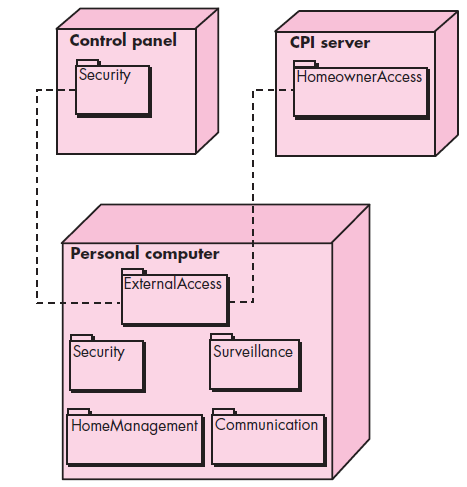 Control panel
Security
CPI server
HomeownerAccess
Personal computer
ExternalAccess
Security
Surveillance
HomeManagement
Communication